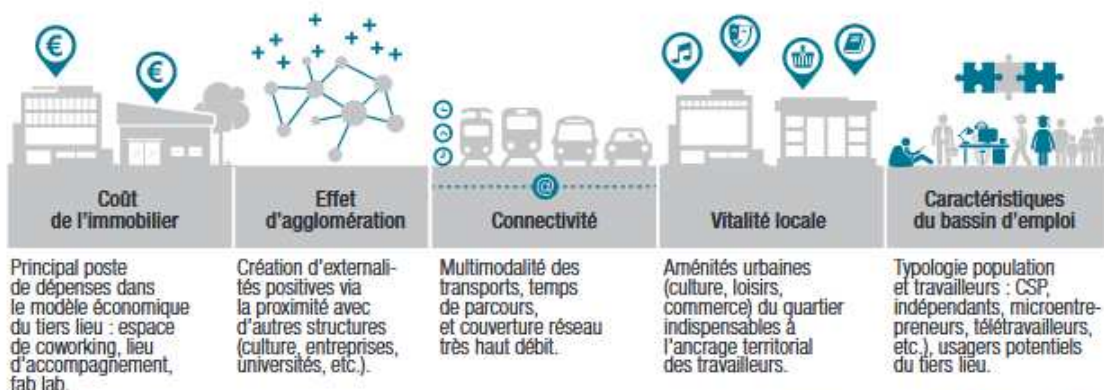 €
€
@
Coût
de l'immobilier
Principal poste
de dépenses dans
le modèle économique
du tiers lieu : espace
de coworking, lieu
d'accompagnement,
fab lab.
Effet
d'agglomération
Création d'externali-
tés positives via
la proximité avec
d'autres structures
(culture, entreprises,
universités, etc.).
Connectivité
Multimodalité des
transports, temps
de parcours,
et couverture réseau
très haut débit.
Vitalité locale
Aménités urbaines
(culture, loisirs,
commerce) du quartier
indispensables à
l'ancrage territorial
des travailleurs.
Caractéristiques
du bassin d'emploi
Typologie population
et travailleurs : CSP,
indépendants, microentre-
preneurs, télétravailleurs,
etc.), usagers potentiels
du tiers lieu.